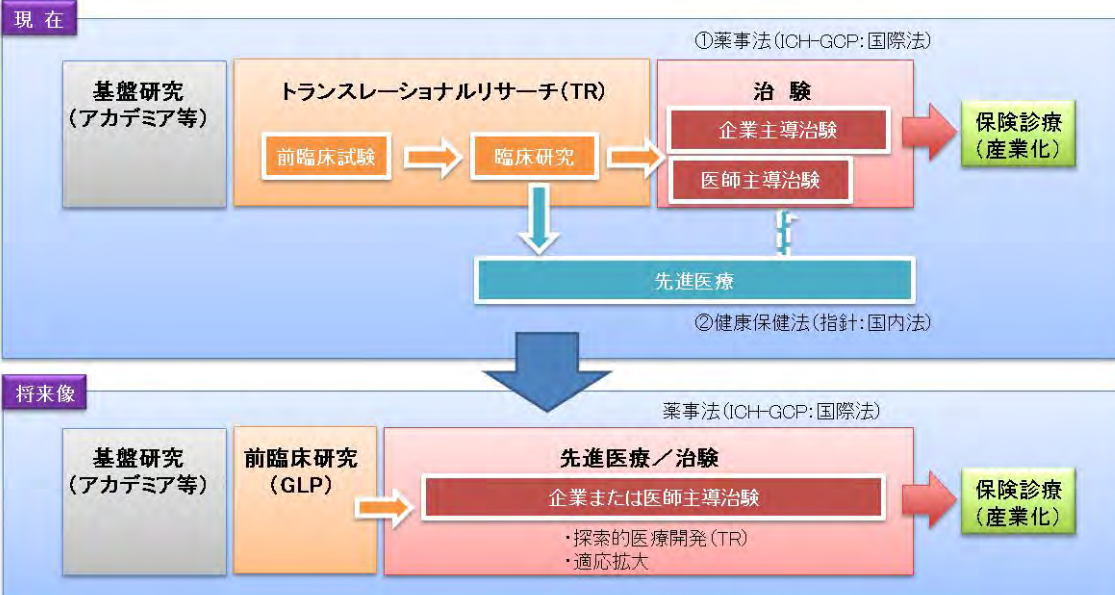 現 在
①薬事法(ICH-GCP:国際法)
基盤研究
(アカデミア等)
トランスレーショナルリサーチ(TR)
前臨床試験
臨床研究
治 験
企業主導治験
医師主導治験
保険診療
(産業化)
先進医療
②健康保健法(指針:国内法)
将来像
薬事法(ICH-GCP:国際法)
基盤研究
(アカデミア等)
前臨床研究
(GLP)
先進医療/治験
企業または医師主導治験
・探索的医療開発(TR)
・適応拡大
保険診療
(産業化)